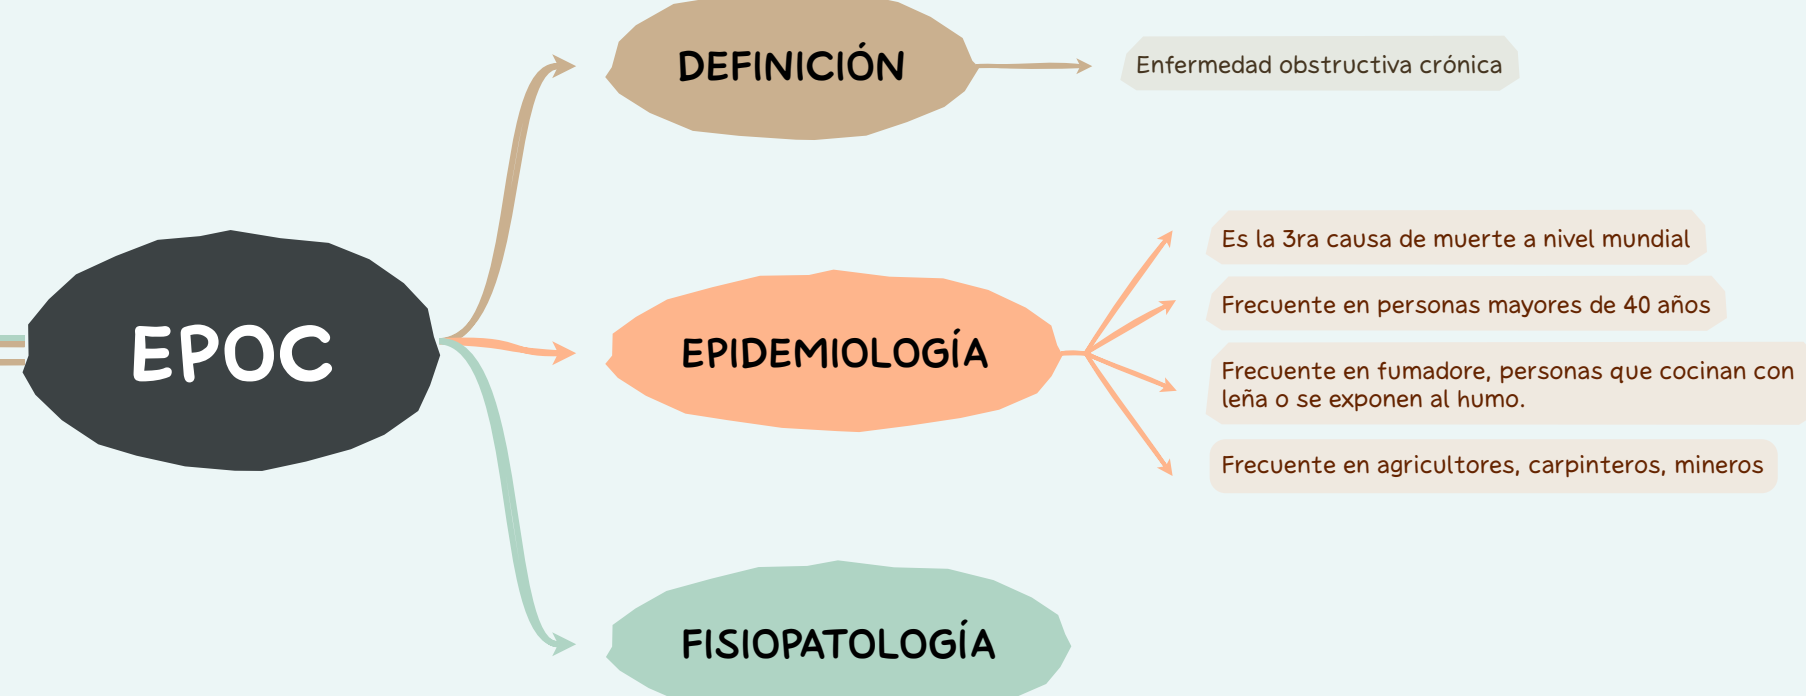 EPOC
DEFINICIÓN
Enfermedad obstructiva crónica
EPIDEMIOLOGÍA
Es la 3ra causa de muerte a nivel mundial
Frecuente en personas mayores de 40 años
Frecuente en fumadore, personas que cocinan con
leña o se exponen al humo.
Frecuente en agricultores, carpinteros, mineros
FISIOPATOLOGÍA